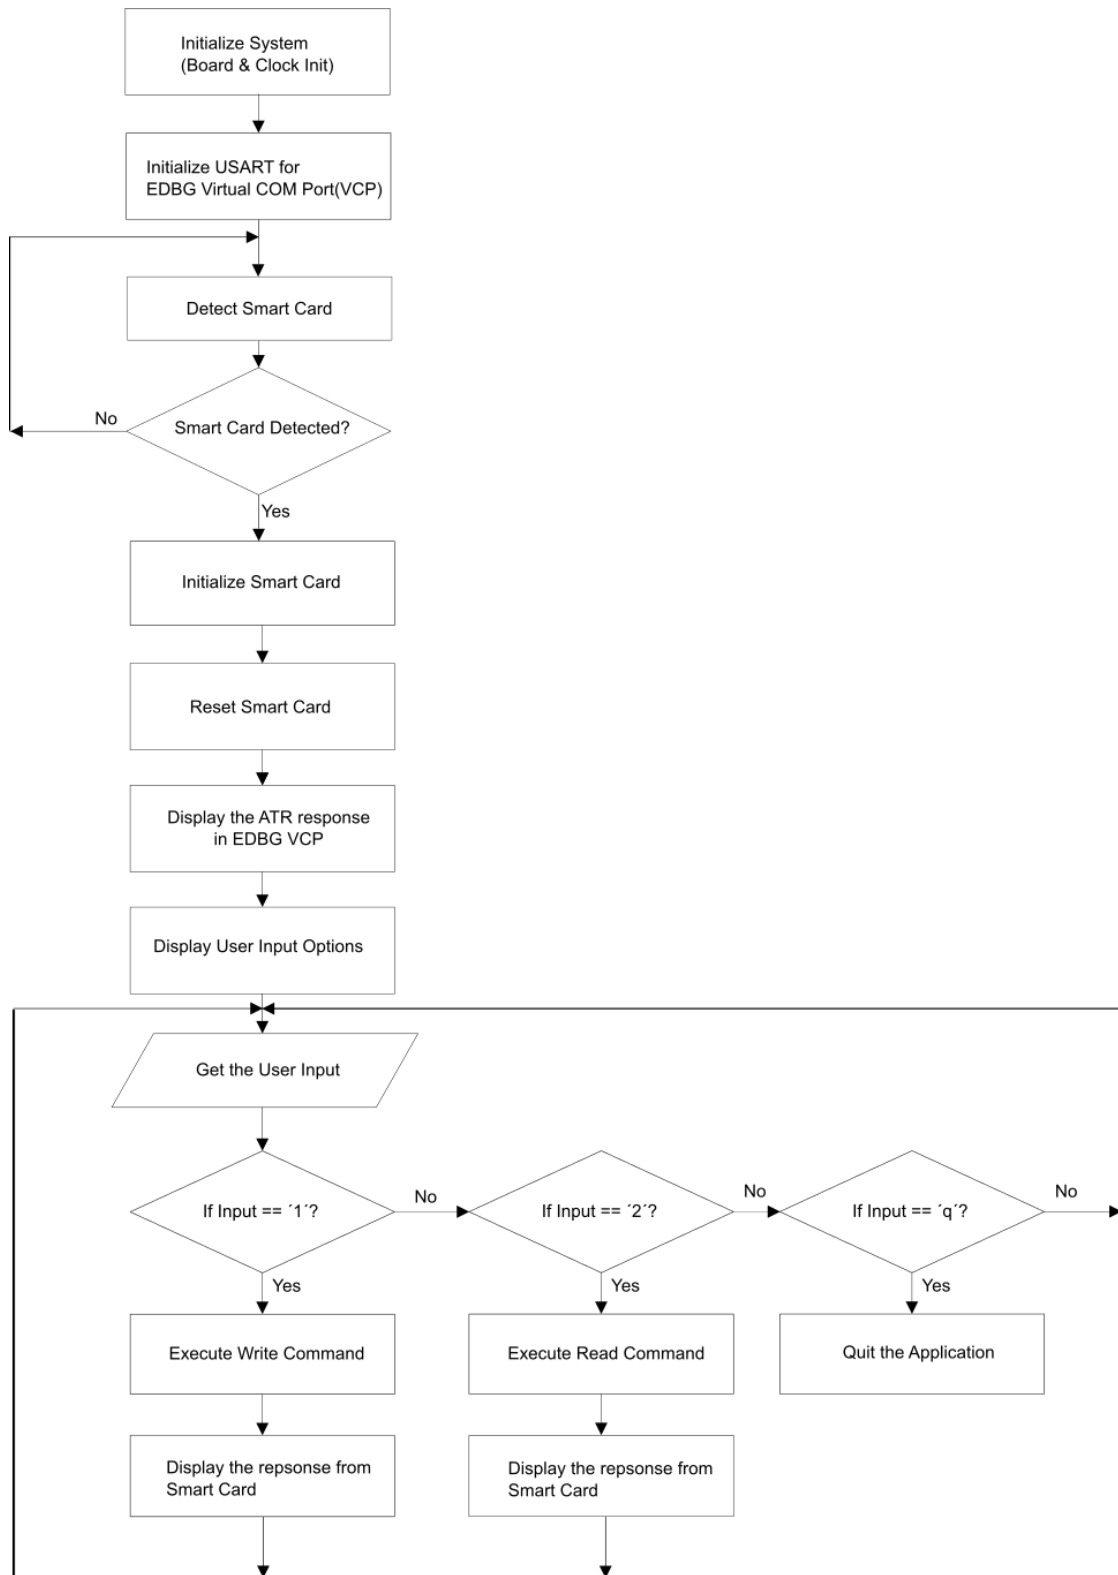 Initialize System
(Board & Clock Init)
Initialize USART for
EDBG Virtual COM Port(VCP)
Detect Smart Card
No
Smart Card Detected?
Yes
Initialize Smart Card
Reset Smart Card
Display the ATR response
in EDBG VCP
Display User Input Options
Get the User Input
If Input == ´1´?
No
If Input == ´2´?
No
If Input == ´q´?
No
Yes
Yes
Yes
Execute Write Command
Execute Read Command
Quit the Application
Display the repsonse from
Smart Card
Display the repsonse from
Smart Card